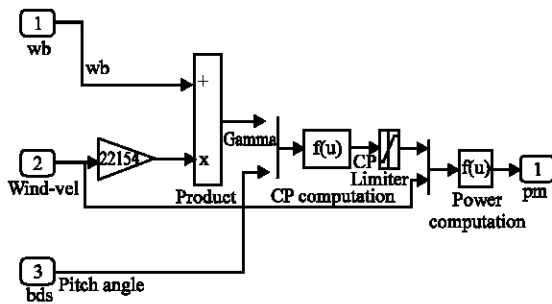 1
wb
wb
+
22154
x
Product
Gamma
f(u)
CP computation
CP
Limiter
f(u)
Power
computation
1
pm
2
Wind-vel
3
bds
Pitch angle